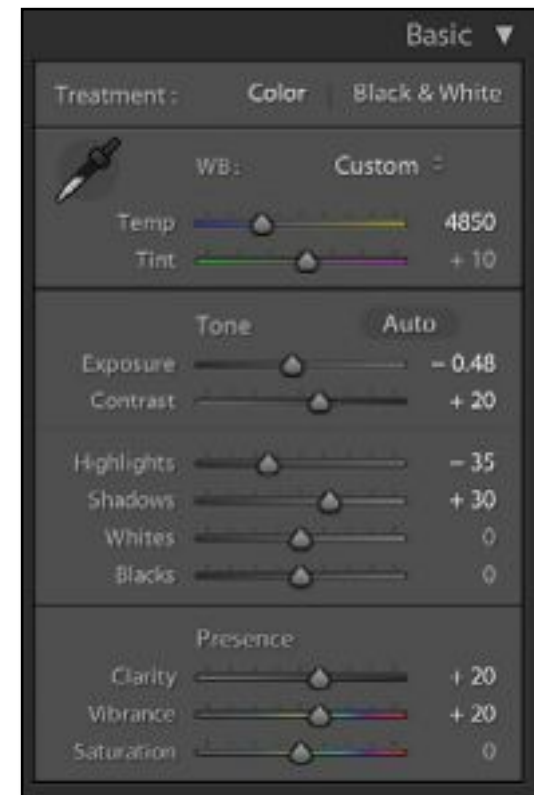 Basic ▼
Treatment : Color | Black & White
WB : Custom
Temp 4850
Tint + 10
Tone Auto
Exposure – 0.48
Contrast + 20
Highlights – 35
Shadows + 30
Whites 0
Blacks 0
Presence
Clarity + 20
Vibrance + 20
Saturation 0